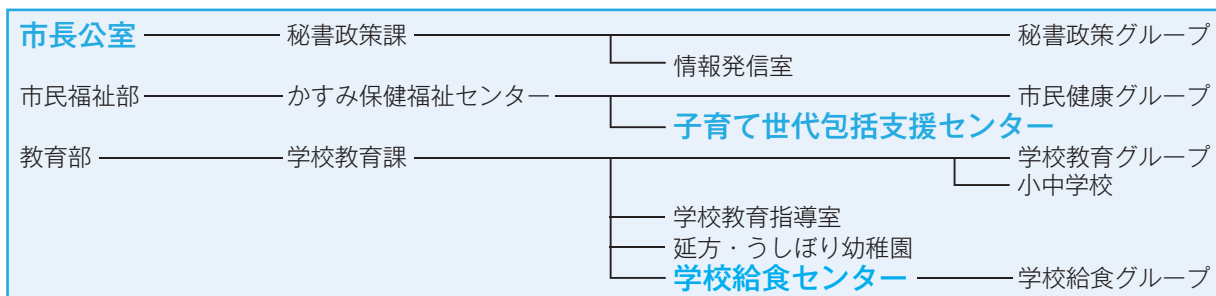 市長公室 秘書政策課 秘書政策グループ
情報発信室
市民福祉部 かすみ保健福祉センター 市民健康グループ
子育て世代包括支援センター
教育部 学校教育課 学校教育グループ
小中学校
学校教育指導室
延方・うしぼり幼稚園
学校給食センター 学校給食グループ